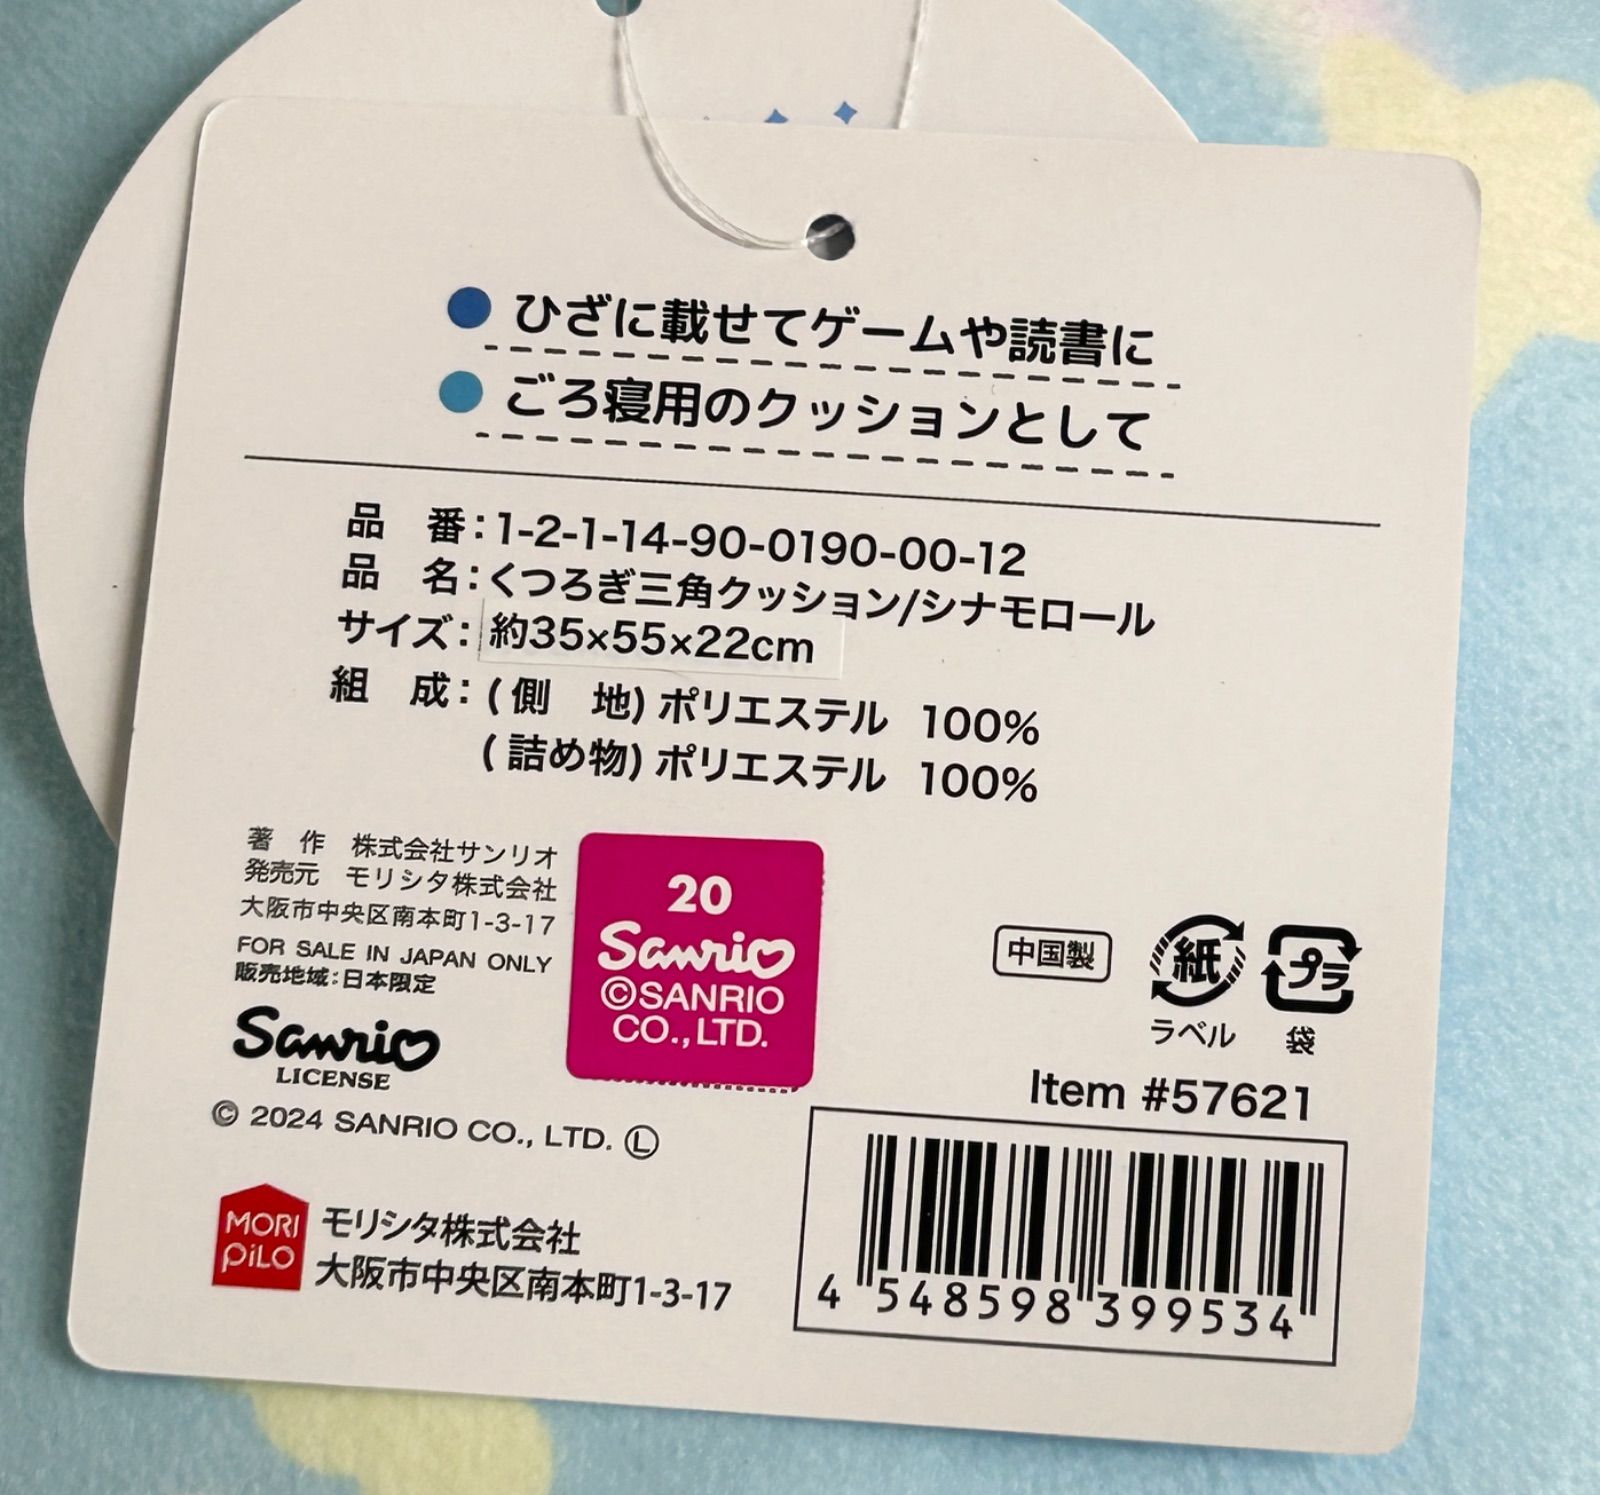 ひざに載せてゲームや読書に
ごろ寝用のクッションとして
品　番：1-2-1-14-90-0190-00-12
品　名：くつろぎ三角クッション/シナモロール
サイズ：約35×55×22cm
組　成：(側　地) ポリエステル 100%
(詰め物) ポリエステル 100%
著　作　株式会社サンリオ
発売元　モリシタ株式会社
大阪市中央区南本町1-3-17
FOR SALE IN JAPAN ONLY
販売地域：日本限定
Sanrio
LICENSE
© 2024 SANRIO CO., LTD. Ⓛ
20
Sanrio
©SANRIO
CO.,LTD.
中国製
紙
ラベル
プラ
袋
Item #57621
4 548598 399534
MORI
PiLO
モリシタ株式会社
大阪市中央区南本町1-3-17